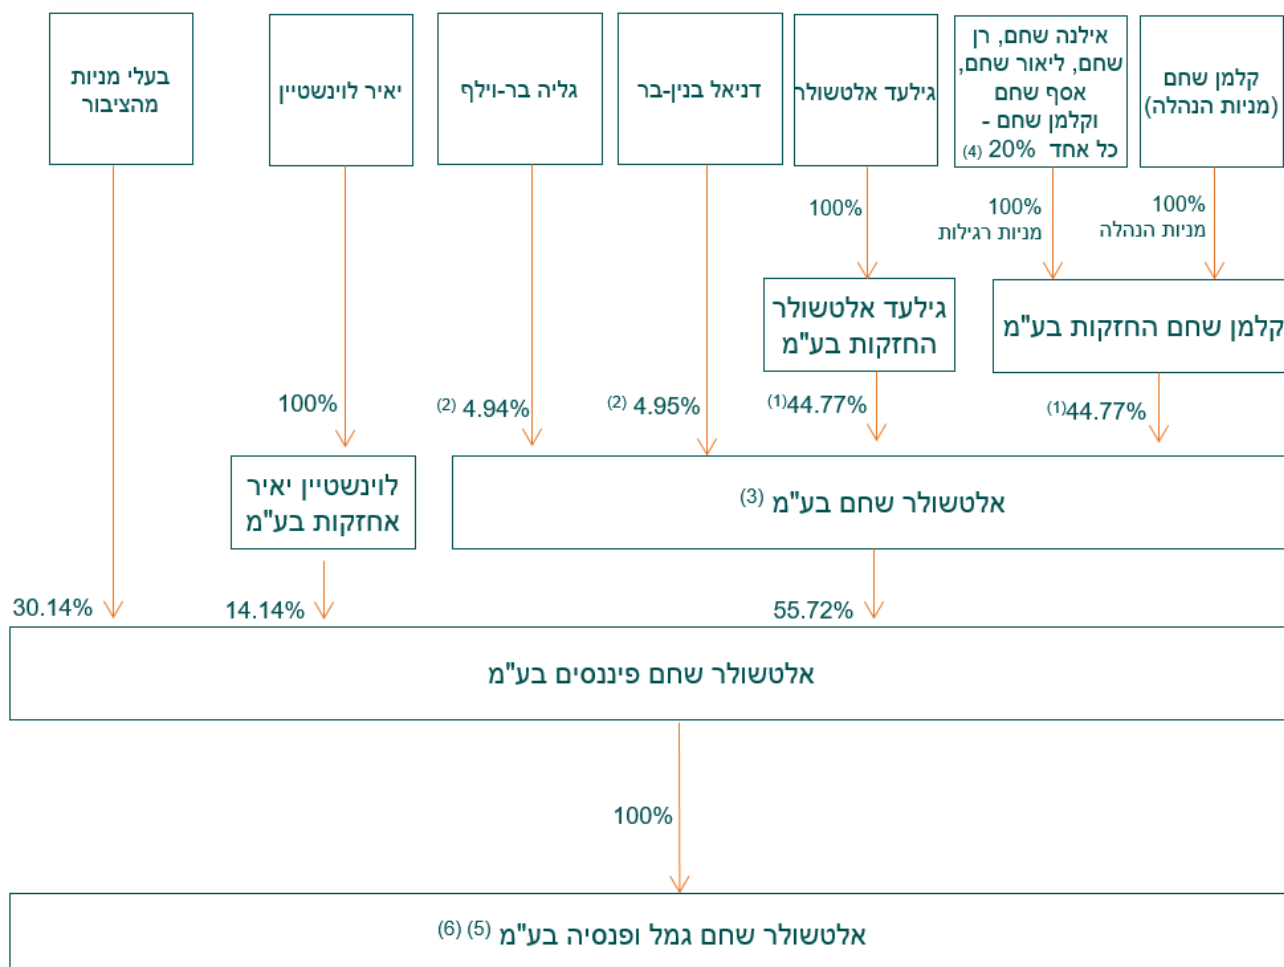 קלמן שחם
(מניות הנהלה)
אילנה שחם, רן
שחם, ליאור שחם,
אסף שחם
וקלמן שחם -
כל אחד 20% (4)
גילעד אלטשולר
דניאל בנין-בר
גליה בר-וילף
יאיר לוינשטיין
בעלי מניות
מהציבור
100%
מניות הנהלה
100%
מניות רגילות
100%
קלמן שחם החזקות בע"מ
גילעד אלטשולר
החזקות בע"מ
44.77%(1)
44.77%(1)
4.95% (2)
4.94% (2)
100%
אלטשולר שחם בע"מ (3)
לוינשטיין יאיר
אחזקות בע"מ
55.72%
14.14%
30.14%
אלטשולר שחם פיננסים בע"מ
100%
אלטשולר שחם גמל ופנסיה בע"מ (5) (6)